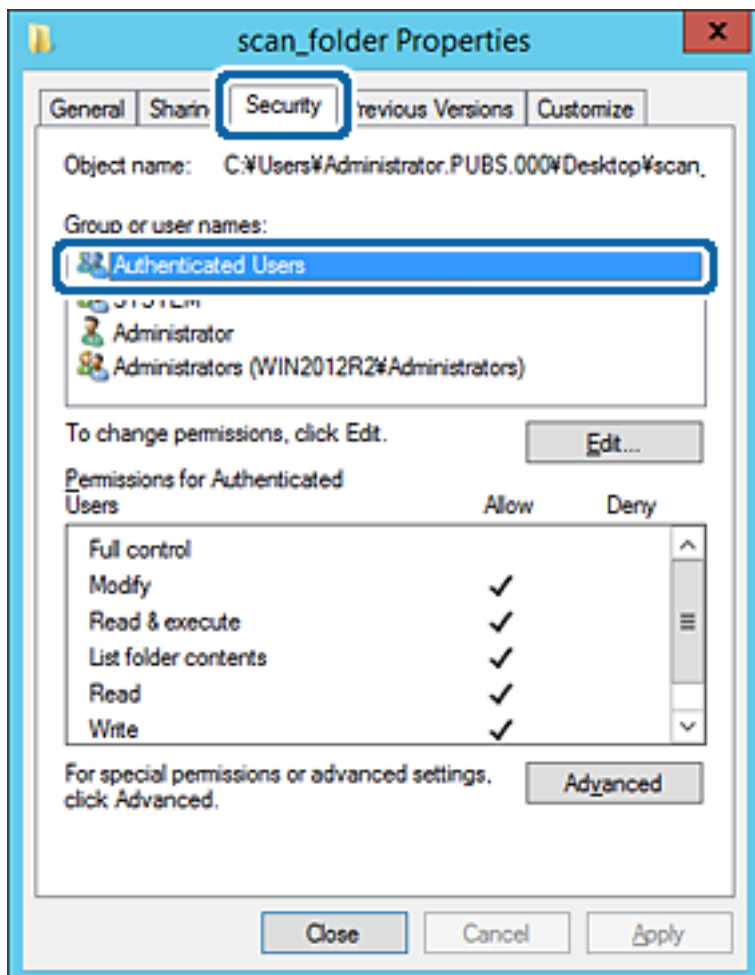 scan_folder Properties
General Sharin Security revious Versions Customize
Object name: C:¥Users¥Administrator.PUBS.000¥Desktop¥scan_
Group or user names:
Authenticated Users
SYSTEM
Administrator
Administrators (WIN2012R2¥Administrators)
To change permissions, click Edit.
Edit...
Permissions for Authenticated
Users Allow Deny
Full control
Modify
Read & execute
List folder contents
Read
Write
For special permissions or advanced settings,
click Advanced.
Advanced
Close Cancel Apply